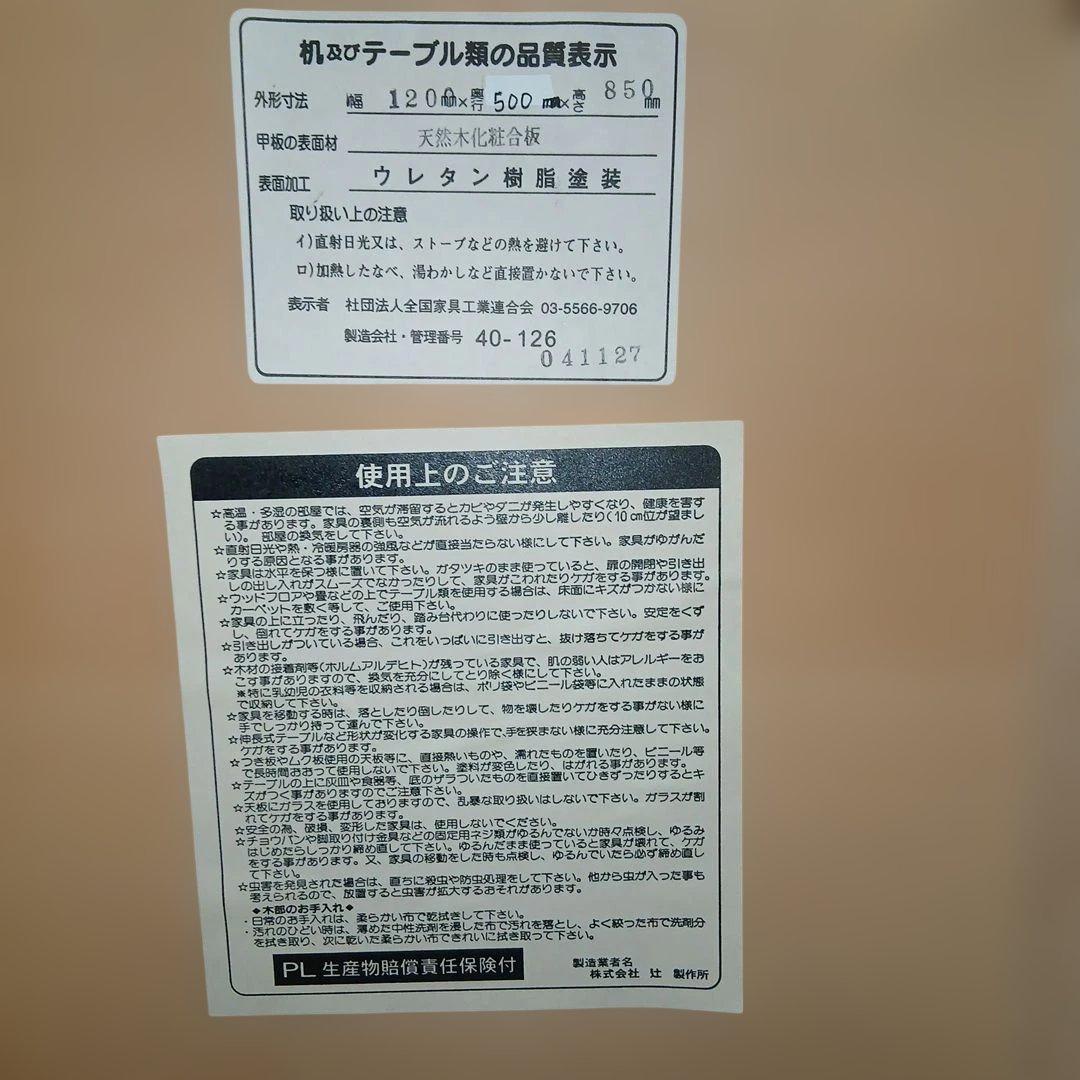 机及びテーブル類の品質表示
外形寸法 幅 1200mm×奥行 500mm×高さ 850mm
甲板の表面材 天然木化粧合板
表面加工 ウレタン樹脂塗装
取り扱い上の注意
イ)直射日光又は、ストーブなどの熱を避けて下さい。
ロ)加熱したなべ、湯わかしなど直接置かないで下さい。
表示者 社団法人全国家具工業連合会 03-5566-9706
製造会社・管理番号 40-126
041127
使用上のご注意
☆高温・多湿の部屋では、空気が滞留するとカビやダニが発生しやすくなり、健康を害す
る事があります。家具の裏側も空気が流れるよう壁から少し離したり(10㎝位が望まし
い)。 部屋の換気をして下さい。
☆直射日光や熱・冷暖房器の強風などが直接当たらない様にして下さい。家具がゆがんだ
りする原因となる事があります。
☆家具は水平を保つ様に置いて下さい。ガタツキのまま使っていると、扉の開閉や引き出
しの出し入れがスムーズでなかったりして、家具がこわれたりケガをする事があります。
☆ウッドフロアや畳などの上でテーブル類を使用する場合は、床面にキズがつかない様に
カーペットを敷く等して、ご使用下さい。
☆家具の上に立ったり、飛んだり、踏み台代わりに使ったりしないで下さい。安定をくず
し、倒れてケガをする事があります。
☆引き出しがついている場合、これをいっぱいに引き出すと、抜け落ちてケガをする事が
あります。
☆木材の接着剤等(ホルムアルデヒト)が残っている家具で、肌の弱い人はアレルギーをお
こす事がありますので、換気を充分にしてとり除く様にして下さい。
※特に乳幼児の衣料等を収納される場合は、ポリ袋やビニール袋等に入れたままの状態
で収納して下さい。
☆家具を移動する時は、落としたり倒したりして、物を壊したりケガをする事がない様に
手でしっかり持って運んで下さい。
☆伸長式テーブルなど形状が変化する家具の操作で、手を挟まない様に充分注意して下さい。
ケガをする事があります。
☆つき板やムク板使用の天板等に、直接熱いものや、濡れたものを置いたり、ビニール等
で長時間おおって使用しないで下さい。塗料が変色したり、はがれる事があります。
☆テーブルの上に灰皿や食器等、底のザラついたものを直接置いてひきずったりするとキ
ズがつく事がありますのでご注意下さい。
☆天板にガラスを使用しておりますので、乱暴な取り扱いはしないで下さい。ガラスが割
れてケガをする事があります。
☆安全の為、破損、変形した家具は、使用しないでください。
☆チョウバンや脚取り付け金具などの固定用ネジ類がゆるんでないか時々点検し、ゆるみ
はじめたらしっかり締め直して下さい。ゆるんだまま使っていると家具が壊れて、ケガ
をする事があります。又、家具の移動をした時も点検し、ゆるんでいたら必ず締め直し
て下さい。
☆虫害を発見された場合は、直ちに殺虫や防虫処理をして下さい。他から虫が入った事も
考えられるので、放置すると虫害が拡大するおそれがあります。
◆木部のお手入れ◆
・日常のお手入れは、柔らかい布で乾拭きして下さい。
・汚れのひどい時は、薄めた中性洗剤を浸した布で汚れを落とし、よく絞った布で洗剤分
を拭き取り、次に乾いた柔らかい布できれいに拭き取って下さい。
PL 生産物賠償責任保険付
製造業者名
株式会社 辻 製作所